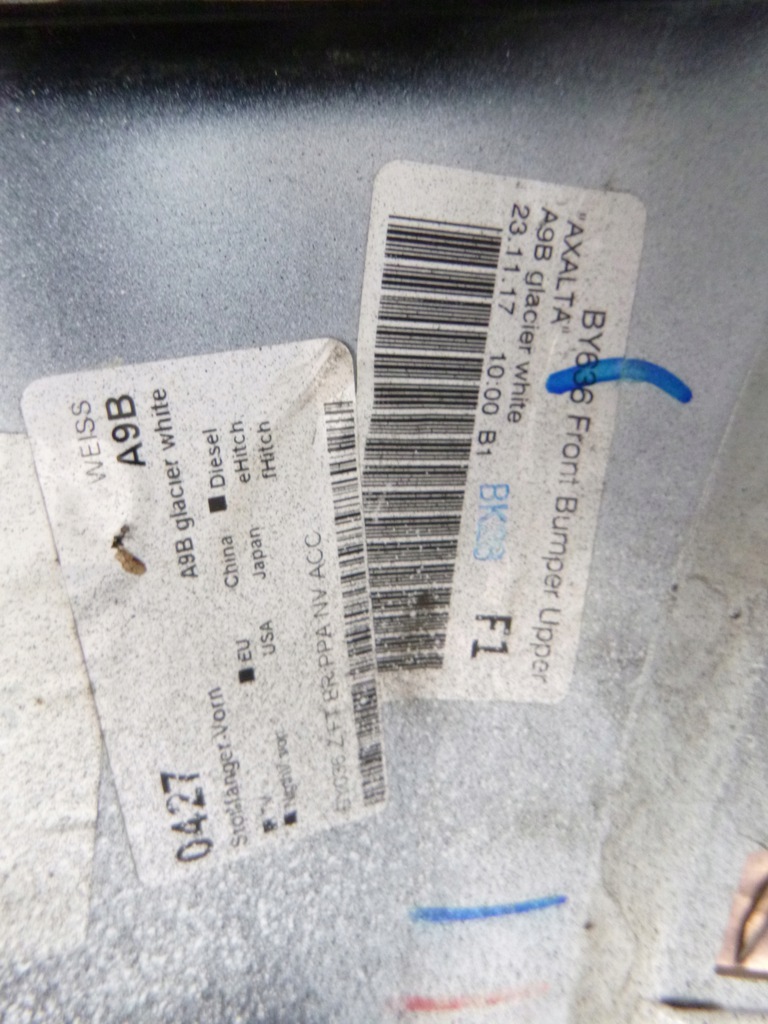 WEISS
A9B
A9B glacier white
China ■ Diesel
■ EU
USA Japan eHitch
fHitch
0427
Stoßfänger-Vorn
ACC
BY636 Front Bumper Upper
"AXALTA"
A9B glacier white
23.11.17 10:00 B1
F1